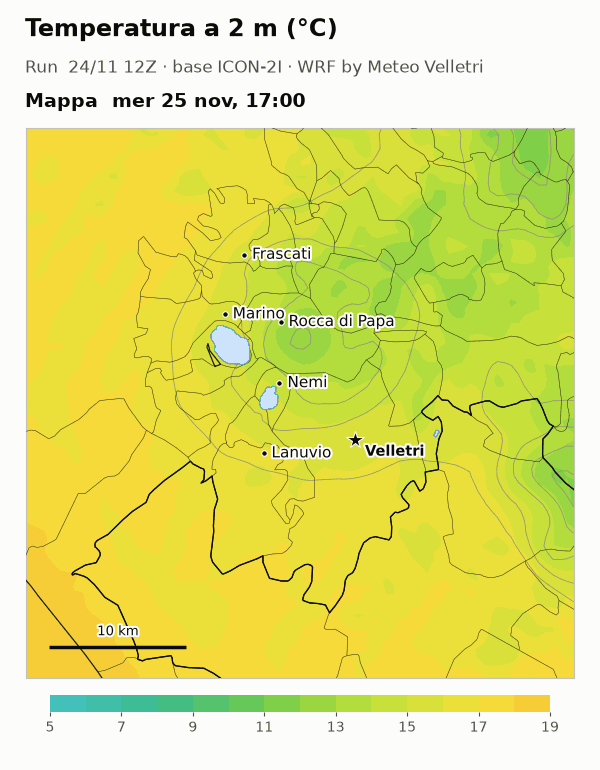 Temperatura a 2 m (°C)
Run  24/11 12Z · base ICON-2I · WRF by Meteo Velletri
Mappa  mer 25 nov, 17:00
Frascati
Marino
Rocca di Papa
Nemi
Velletri
Lanuvio
10 km
5 7 9 11 13 15 17 19